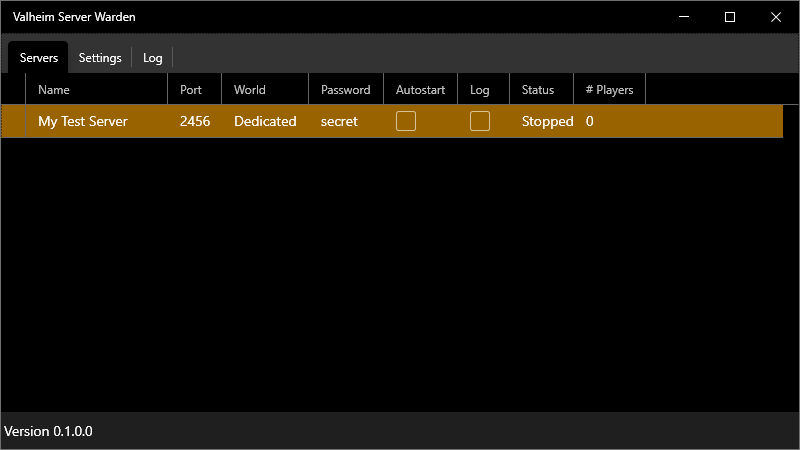 Valheim Server Warden
Servers Settings Log
Name Port World Password Autostart Log Status # Players
My Test Server 2456 Dedicated secret Stopped 0
Version 0.1.0.0